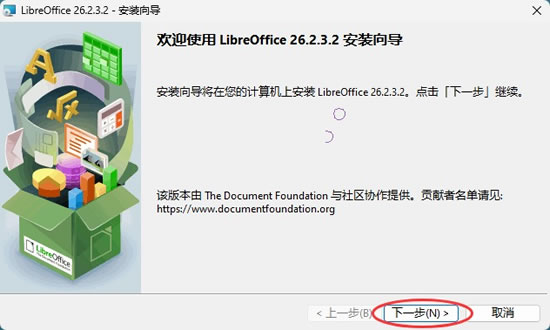 LibreOffice 26.2.3.2 - 安装向导
欢迎使用 LibreOffice 26.2.3.2 安装向导
安装向导将在您的计算机上安装 LibreOffice 26.2.3.2。点击「下一步」继续。
该版本由 The Document Foundation 与社区协作提供。贡献者名单请见:
https://www.documentfoundation.org
LibreOffice
The Document Foundation
< 上一步(B)
下一步(N) >
取消